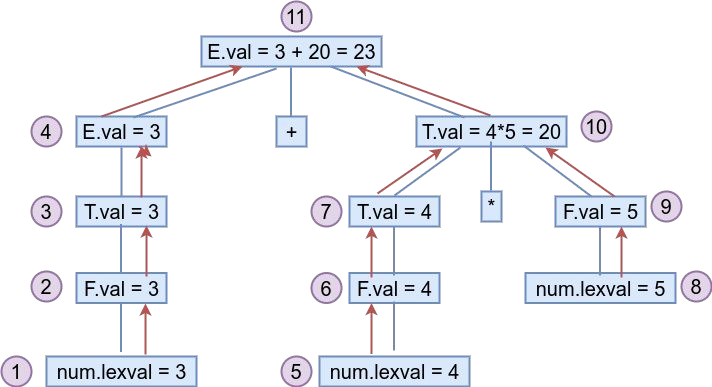 11
E.val = 3 + 20 = 23
4
E.val = 3
+
T.val = 4*5 = 20
10
3
T.val = 3
7
T.val = 4
*
F.val = 5
9
2
F.val = 3
6
F.val = 4
num.lexval = 5
8
1
num.lexval = 3
5
num.lexval = 4